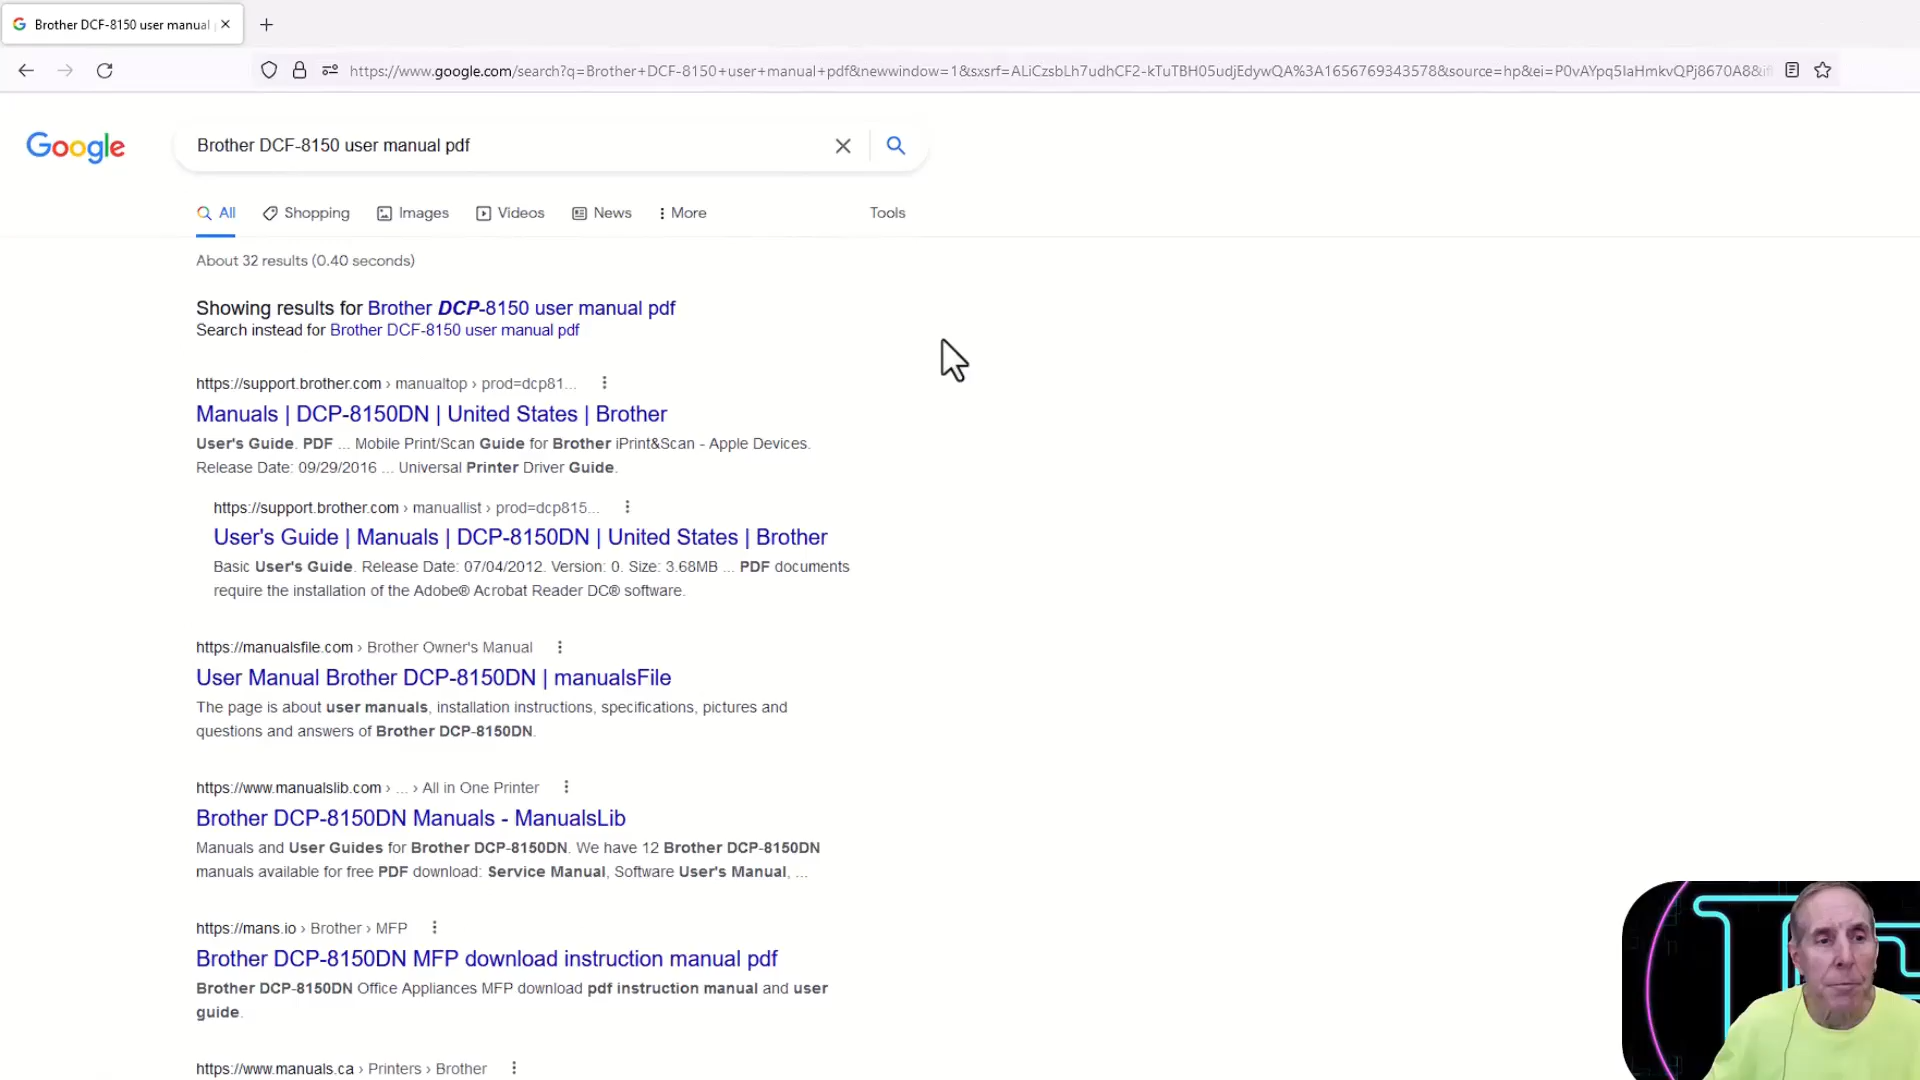 Brother DCF-8150 user manual
https://www.google.com/search?q=Brother+DCF-8150+user+manual+pdf&newwindow=1&sxsrf=ALiCzsbLh7udhCF2-kTuTBH05udjEdywQA%3A1656769343578&source=hp&ei=P0vAYpq5IaHmkvQPj8670A8&ifl
Google
Brother DCF-8150 user manual pdf
All Shopping Images Videos News More Tools
About 32 results (0.40 seconds)
Showing results for Brother DCP-8150 user manual pdf
Search instead for Brother DCF-8150 user manual pdf
https://support.brother.com › manualtop › prod=dcp81...
Manuals | DCP-8150DN | United States | Brother
User's Guide. PDF ... Mobile Print/Scan Guide for Brother iPrint&Scan - Apple Devices.
Release Date: 09/29/2016 ... Universal Printer Driver Guide.
https://support.brother.com › manuallist › prod=dcp815...
User's Guide | Manuals | DCP-8150DN | United States | Brother
Basic User's Guide. Release Date: 07/04/2012. Version: 0. Size: 3.68MB ... PDF documents
require the installation of the Adobe® Acrobat Reader DC® software.
https://manualsfile.com › Brother Owner's Manual
User Manual Brother DCP-8150DN | manualsFile
The page is about user manuals, installation instructions, specifications, pictures and
questions and answers of Brother DCP-8150DN.
https://www.manualslib.com › ... › All in One Printer
Brother DCP-8150DN Manuals - ManualsLib
Manuals and User Guides for Brother DCP-8150DN. We have 12 Brother DCP-8150DN
manuals available for free PDF download: Service Manual, Software User's Manual, ...
https://mans.io › Brother › MFP
Brother DCP-8150DN MFP download instruction manual pdf
Brother DCP-8150DN Office Appliances MFP download pdf instruction manual and user
guide.
https://www.manuals.ca › Printers › Brother